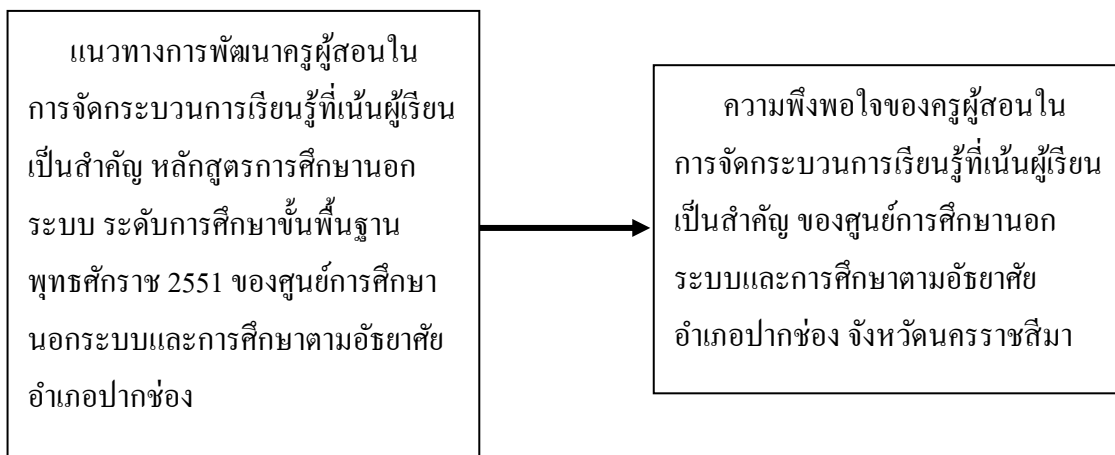 แนวทางการพัฒนาครูผู้สอนใน
การจัดกระบวนการเรียนรู้ที่เน้นผู้เรียน
เป็นสำคัญ หลักสูตรการศึกษานอก
ระบบ ระดับการศึกษาขั้นพื้นฐาน
พุทธศักราช 2551 ของศูนย์การศึกษา
นอกระบบและการศึกษาตามอัธยาศัย
อำเภอปากช่อง
ความพึงพอใจของครูผู้สอนใน
การจัดกระบวนการเรียนรู้ที่เน้นผู้เรียน
เป็นสำคัญ ของศูนย์การศึกษานอก
ระบบและการศึกษาตามอัธยาศัย
อำเภอปากช่อง จังหวัดนครราชสีมา